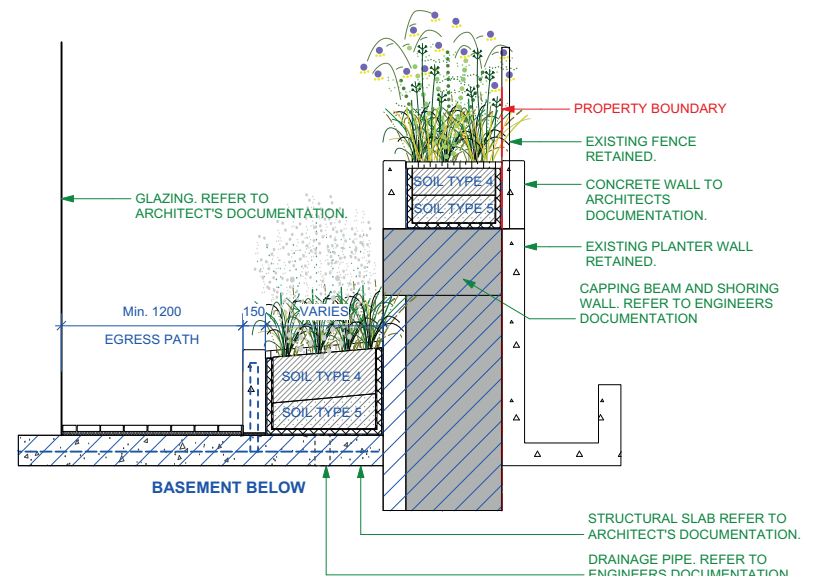 PROPERTY BOUNDARY
EXISTING FENCE
RETAINED.
SOIL TYPE 4
SOIL TYPE 5
CONCRETE WALL TO
ARCHITECTS
DOCUMENTATION.
GLAZING. REFER TO
ARCHITECT'S DOCUMENTATION.
EXISTING PLANTER WALL
RETAINED.
CAPPING BEAM AND SHORING
WALL. REFER TO ENGINEERS
DOCUMENTATION
Min. 1200
150
VARIES
EGRESS PATH
SOIL TYPE 4
SOIL TYPE 5
BASEMENT BELOW
STRUCTURAL SLAB REFER TO
ARCHITECT'S DOCUMENTATION.
DRAINAGE PIPE. REFER TO
ENGINEERS DOCUMENTATION